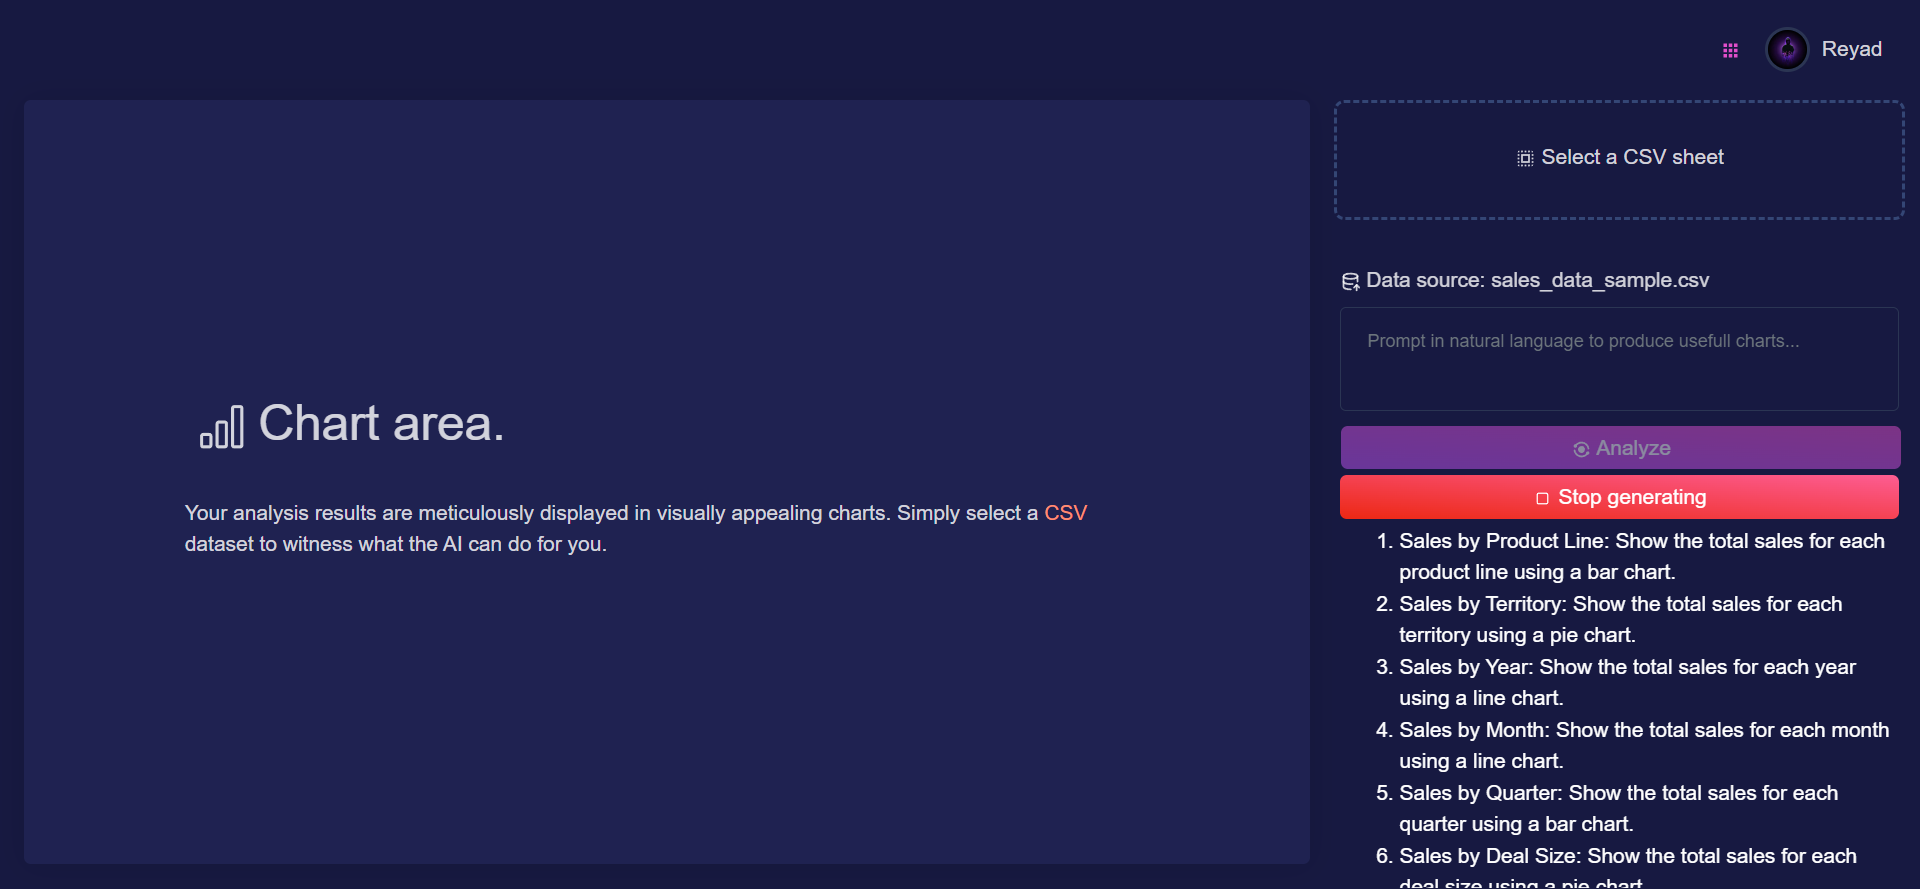 Reyad
Chart area.
Your analysis results are meticulously displayed in visually appealing charts. Simply select a CSV
dataset to witness what the AI can do for you.
Select a CSV sheet
Data source: sales_data_sample.csv
Prompt in natural language to produce usefull charts...
Analyze
Stop generating
1. Sales by Product Line: Show the total sales for each
product line using a bar chart.
2. Sales by Territory: Show the total sales for each
territory using a pie chart.
3. Sales by Year: Show the total sales for each year
using a line chart.
4. Sales by Month: Show the total sales for each month
using a line chart.
5. Sales by Quarter: Show the total sales for each
quarter using a bar chart.
6. Sales by Deal Size: Show the total sales for each
deal size using a pie chart.